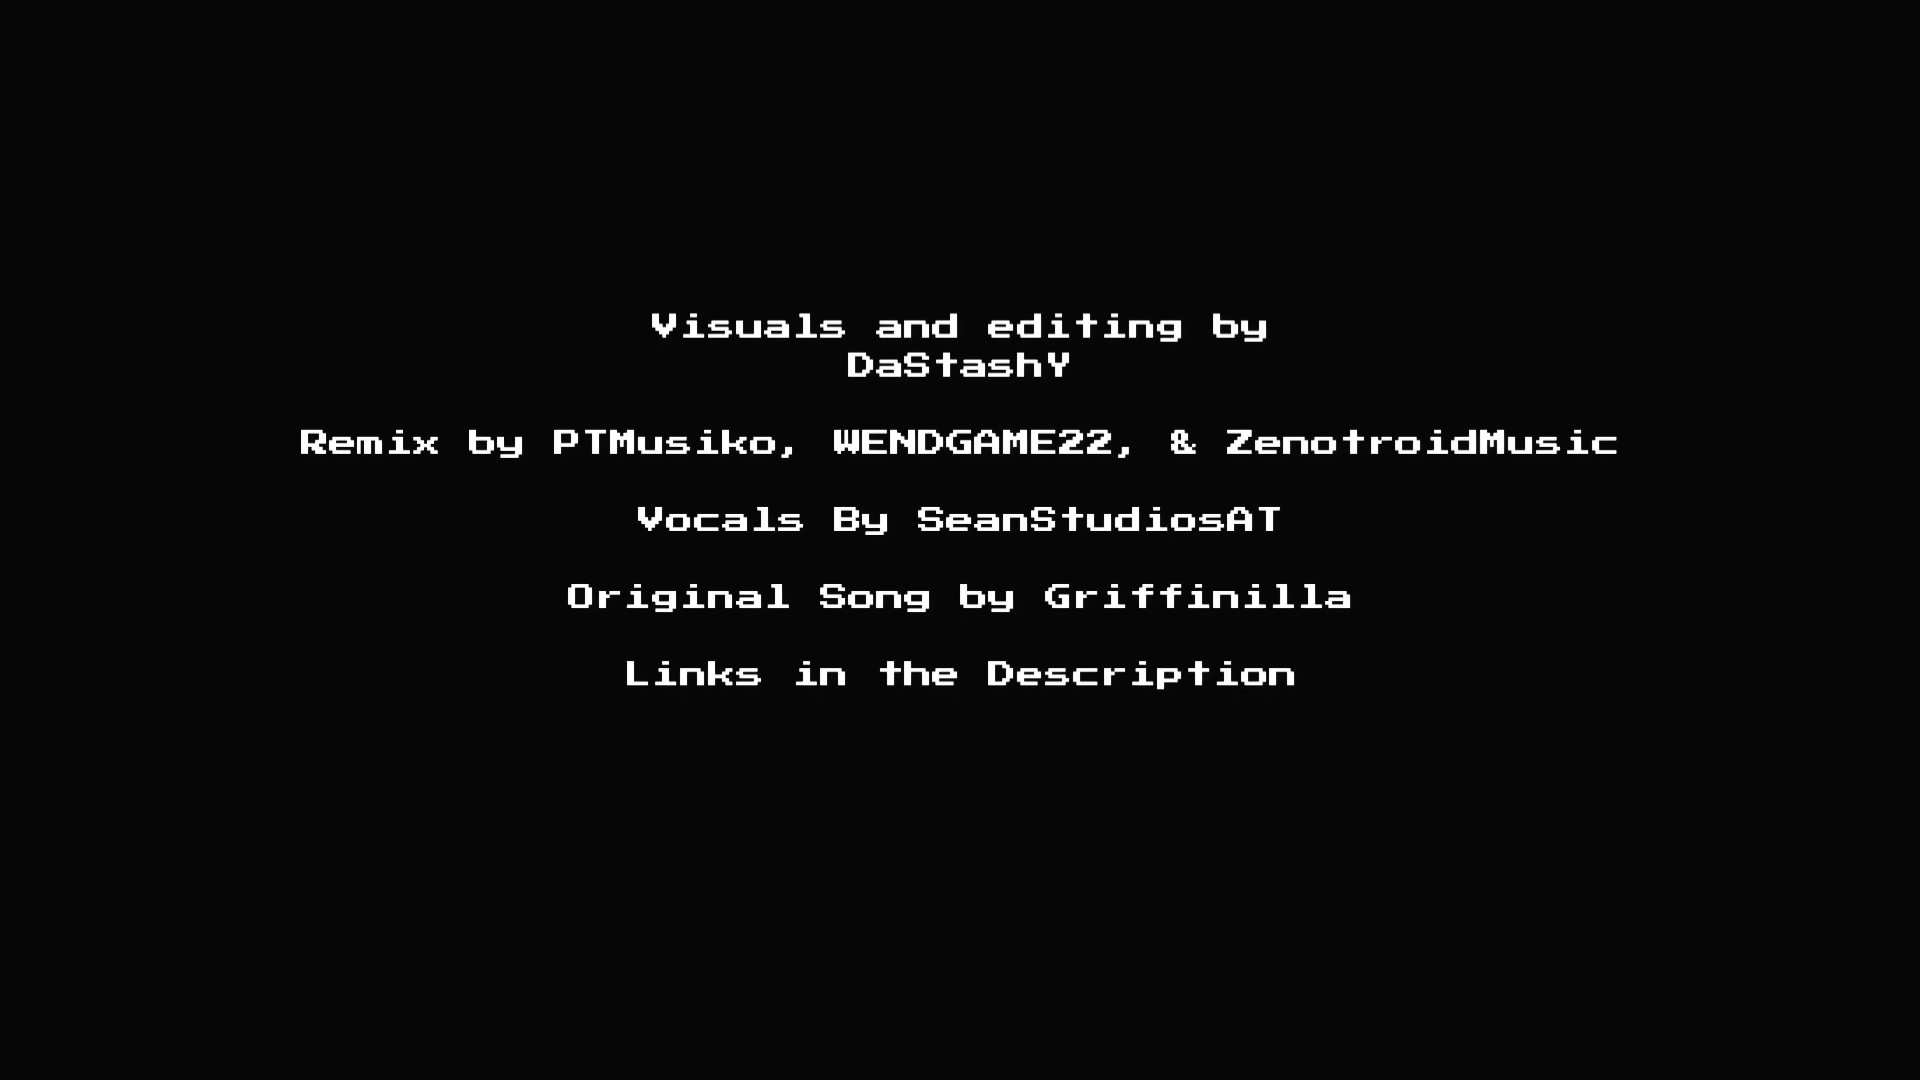 Visuals and editing by
DaStashY
Remix by PTMusiko, WENDGAME22, & ZenotroidMusic
Vocals By SeanStudiosAT
Original Song by Griffinilla
Links in the Description